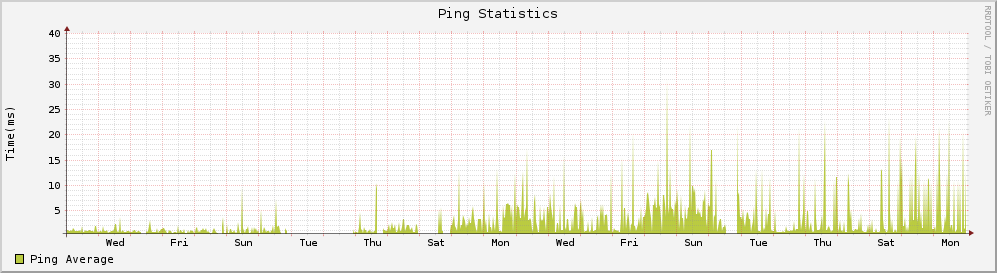 Ping Statistics
RRDTOOL / TOBI OETIKER
Time(ms)
40
35
30
25
20
15
10
5
Wed Fri Sun Tue Thu Sat Mon Wed Fri Sun Tue Thu Sat Mon
Ping Average